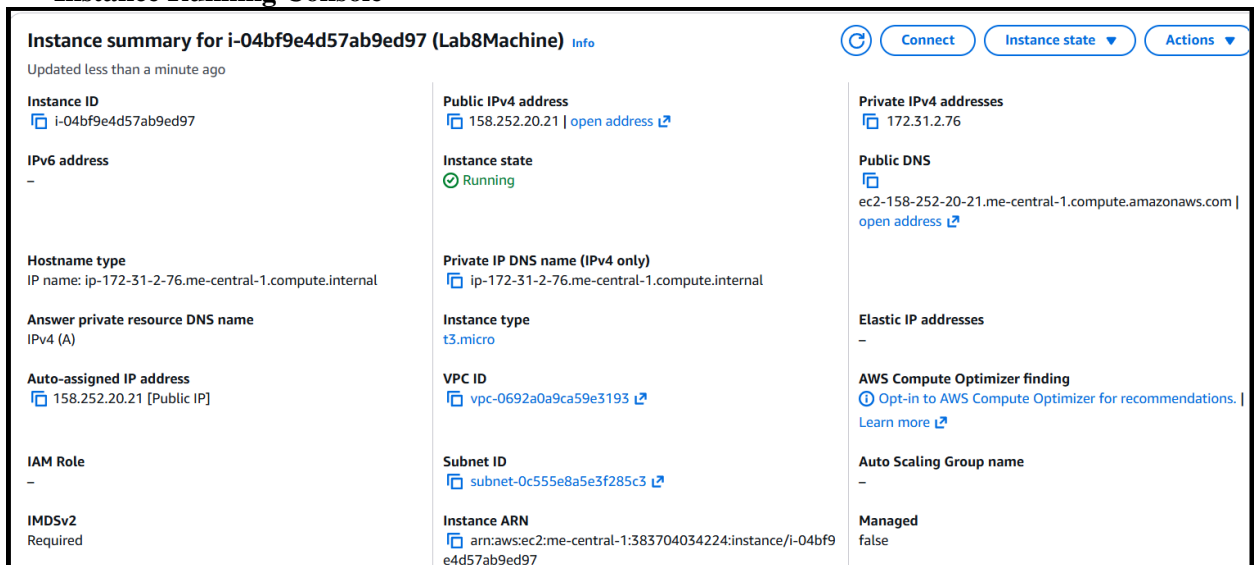 Instance Running Console
Instance summary for i-04bf9e4d57ab9ed97 (Lab8Machine) Info
Connect
Instance state
Actions
Updated less than a minute ago
Instance ID
i-04bf9e4d57ab9ed97
Public IPv4 address
158.252.20.21 | open address
Private IPv4 addresses
172.31.2.76
IPv6 address
–
Instance state
Running
Public DNS
ec2-158-252-20-21.me-central-1.compute.amazonaws.com |
open address
Hostname type
IP name: ip-172-31-2-76.me-central-1.compute.internal
Private IP DNS name (IPv4 only)
ip-172-31-2-76.me-central-1.compute.internal
Answer private resource DNS name
IPv4 (A)
Instance type
t3.micro
Elastic IP addresses
–
Auto-assigned IP address
158.252.20.21 [Public IP]
VPC ID
vpc-0692a0a9ca59e3193
AWS Compute Optimizer finding
Opt-in to AWS Compute Optimizer for recommendations. |
Learn more
IAM Role
–
Subnet ID
subnet-0c555e8a5e3f285c3
Auto Scaling Group name
–
IMDSv2
Required
Instance ARN
arn:aws:ec2:me-central-1:383704034224:instance/i-04bf9
e4d57ab9ed97
Managed
false